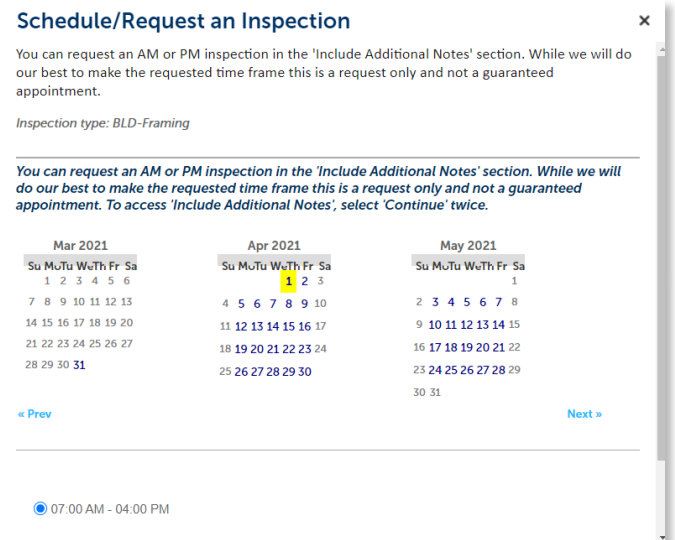 Schedule/Request an Inspection ×
You can request an AM or PM inspection in the 'Include Additional Notes' section. While we will do
our best to make the requested time frame this is a request only and not a guaranteed
appointment.
Inspection type: BLD-Framing
You can request an AM or PM inspection in the 'Include Additional Notes' section. While we will
do our best to make the requested time frame this is a request only and not a guaranteed
appointment. To access 'Include Additional Notes', select 'Continue' twice.
Mar 2021 Apr 2021 May 2021
Su Mo Tu We Th Fr Sa Su Mo Tu We Th Fr Sa Su Mo Tu We Th Fr Sa
1 2 3 4 5 6 1 2 3 1
7 8 9 10 11 12 13 4 5 6 7 8 9 10 2 3 4 5 6 7 8
14 15 16 17 18 19 20 11 12 13 14 15 16 17 9 10 11 12 13 14 15
21 22 23 24 25 26 27 18 19 20 21 22 23 24 16 17 18 19 20 21 22
28 29 30 31 25 26 27 28 29 30 23 24 25 26 27 28 29
30 31
« Prev Next »
07:00 AM - 04:00 PM